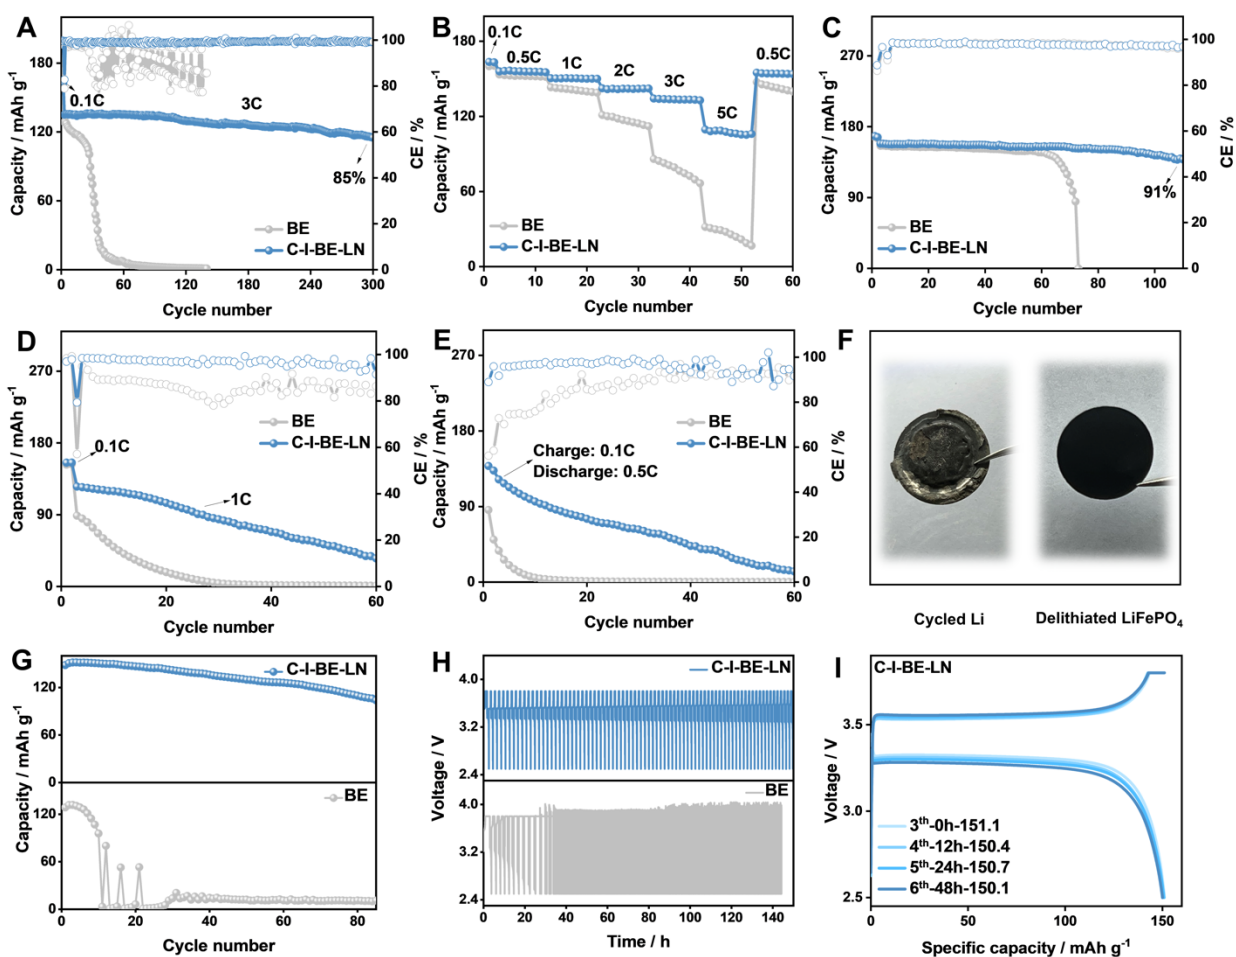 A
Capacity / mAh g-1
180
120
60
0
0.1C
3C
85%
BE
C-I-BE-LN
100
80
60
40
20
0
CE / %
0 60 120 180 240 300
Cycle number
B
Capacity / mAh g-1
180
120
60
0
0.1C
0.5C
1C
2C
3C
5C
0.5C
BE
C-I-BE-LN
0 10 20 30 40 50 60
Cycle number
C
Capacity / mAh g-1
270
180
90
0
91%
BE
C-I-BE-LN
100
80
60
40
20
0
CE / %
0 20 40 60 80 100
Cycle number
D
Capacity / mAh g-1
270
180
90
0
BE
C-I-BE-LN
0.1C
1C
100
80
60
40
20
0
CE / %
0 20 40 60
Cycle number
E
Capacity / mAh g-1
270
180
90
0
BE
C-I-BE-LN
Charge: 0.1C
Discharge: 0.5C
100
80
60
40
20
0
CE / %
0 20 40 60
Cycle number
F
Cycled Li
Delithiated LiFePO4
G
Capacity / mAh g-1
C-I-BE-LN
120
0
BE
120
60
0
0 20 40 60 80
Cycle number
H
Voltage / V
C-I-BE-LN
4.0
3.2
2.4
BE
4.0
3.2
2.4
0 20 40 60 80 100 120 140
Time / h
I
C-I-BE-LN
Voltage / V
3.5
3.0
2.5
3th-0h-151.1
4th-12h-150.4
5th-24h-150.7
6th-48h-150.1
0 50 100 150
Specific capacity / mAh g-1